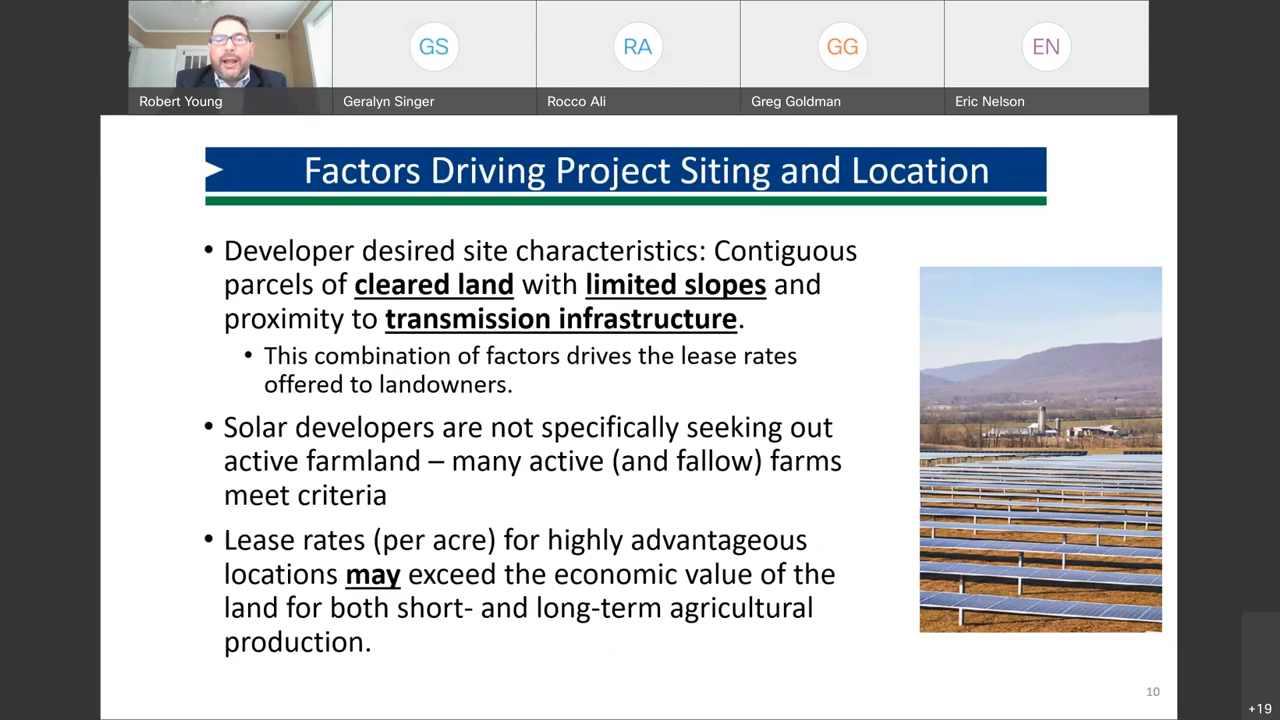 GS
RA
GG
EN
Robert Young
Geralyn Singer
Rocco Ali
Greg Goldman
Eric Nelson
Factors Driving Project Siting and Location
• Developer desired site characteristics: Contiguous
parcels of cleared land with limited slopes and
proximity to transmission infrastructure.
• This combination of factors drives the lease rates
offered to landowners.
• Solar developers are not specifically seeking out
active farmland – many active (and fallow) farms
meet criteria
• Lease rates (per acre) for highly advantageous
locations may exceed the economic value of the
land for both short- and long-term agricultural
production.
10
+19